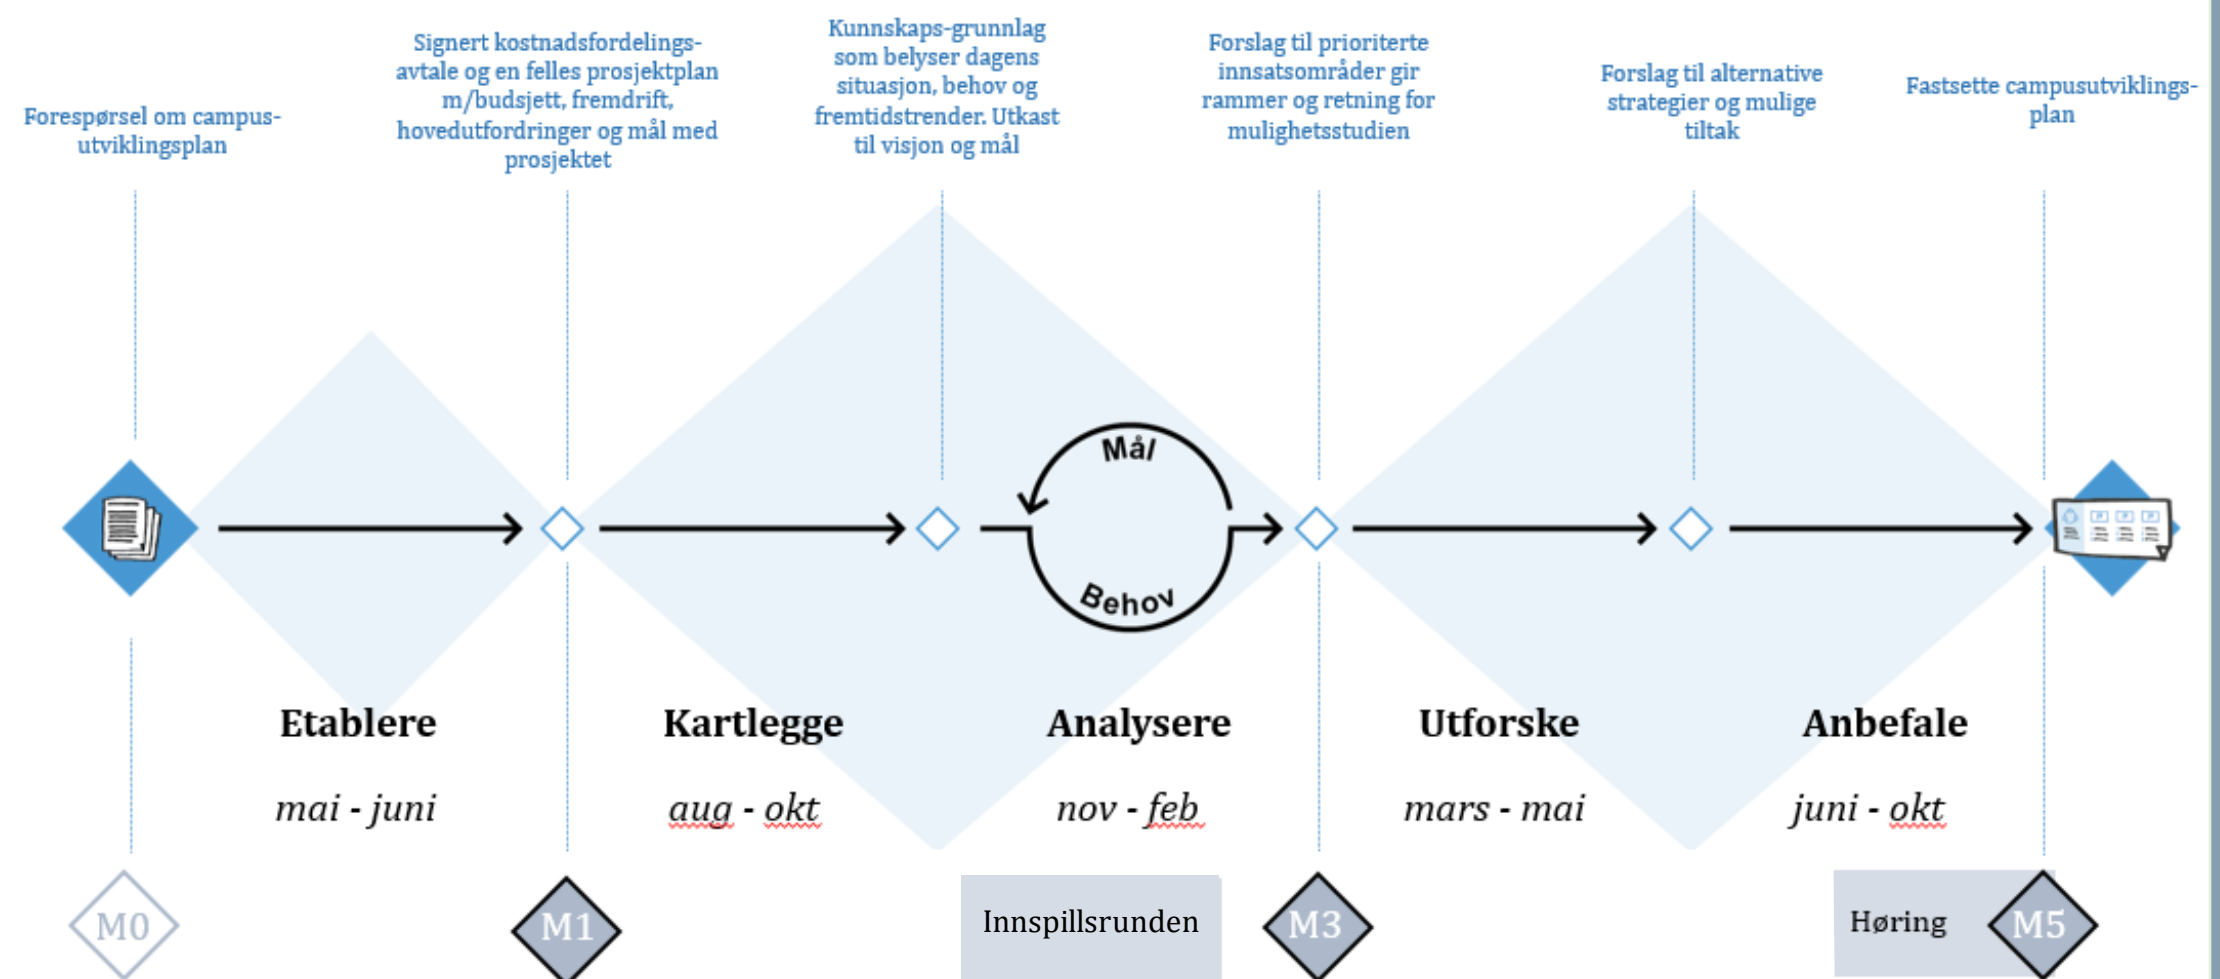 Forespørsel om campus-
utviklingsplan
Signert kostnadsfordelings-
avtale og en felles prosjektplan
m/budsjett, fremdrift,
hovedutfordringer og mål med
prosjektet
Kunnskaps-grunnlag
som belyser dagens
situasjon, behov og
fremtidstrender. Utkast
til visjon og mål
Forslag til prioriterte
innsatsområder gir
rammer og retning for
mulighetsstudien
Forslag til alternative
strategier og mulige
tiltak
Fastsette campusutviklings-
plan
Mål
Behov
Etablere
Kartlegge
Analysere
Utforske
Anbefale
mai - juni
aug - okt
nov - feb
mars - mai
juni - okt
M0
M1
Innspillsrunden
M3
Høring
M5